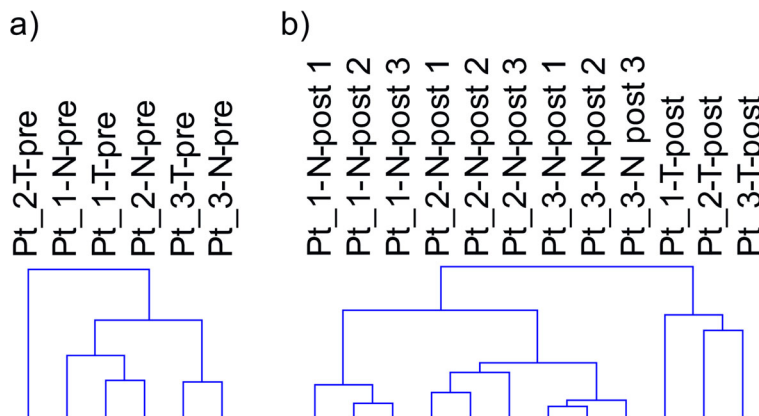 a)
Pt_2-T-pre
Pt_1-N-pre
Pt_1-T-pre
Pt_2-N-pre
Pt_3-T-pre
Pt_3-N-pre
b)
Pt_1-N-post 1
Pt_1-N-post 2
Pt_1-N-post 3
Pt_2-N-post 1
Pt_2-N-post 2
Pt_2-N-post 3
Pt_3-N-post 1
Pt_3-N-post 2
Pt_3-N post 3
Pt_1-T-post
Pt_2-T-post
Pt_3-T-post